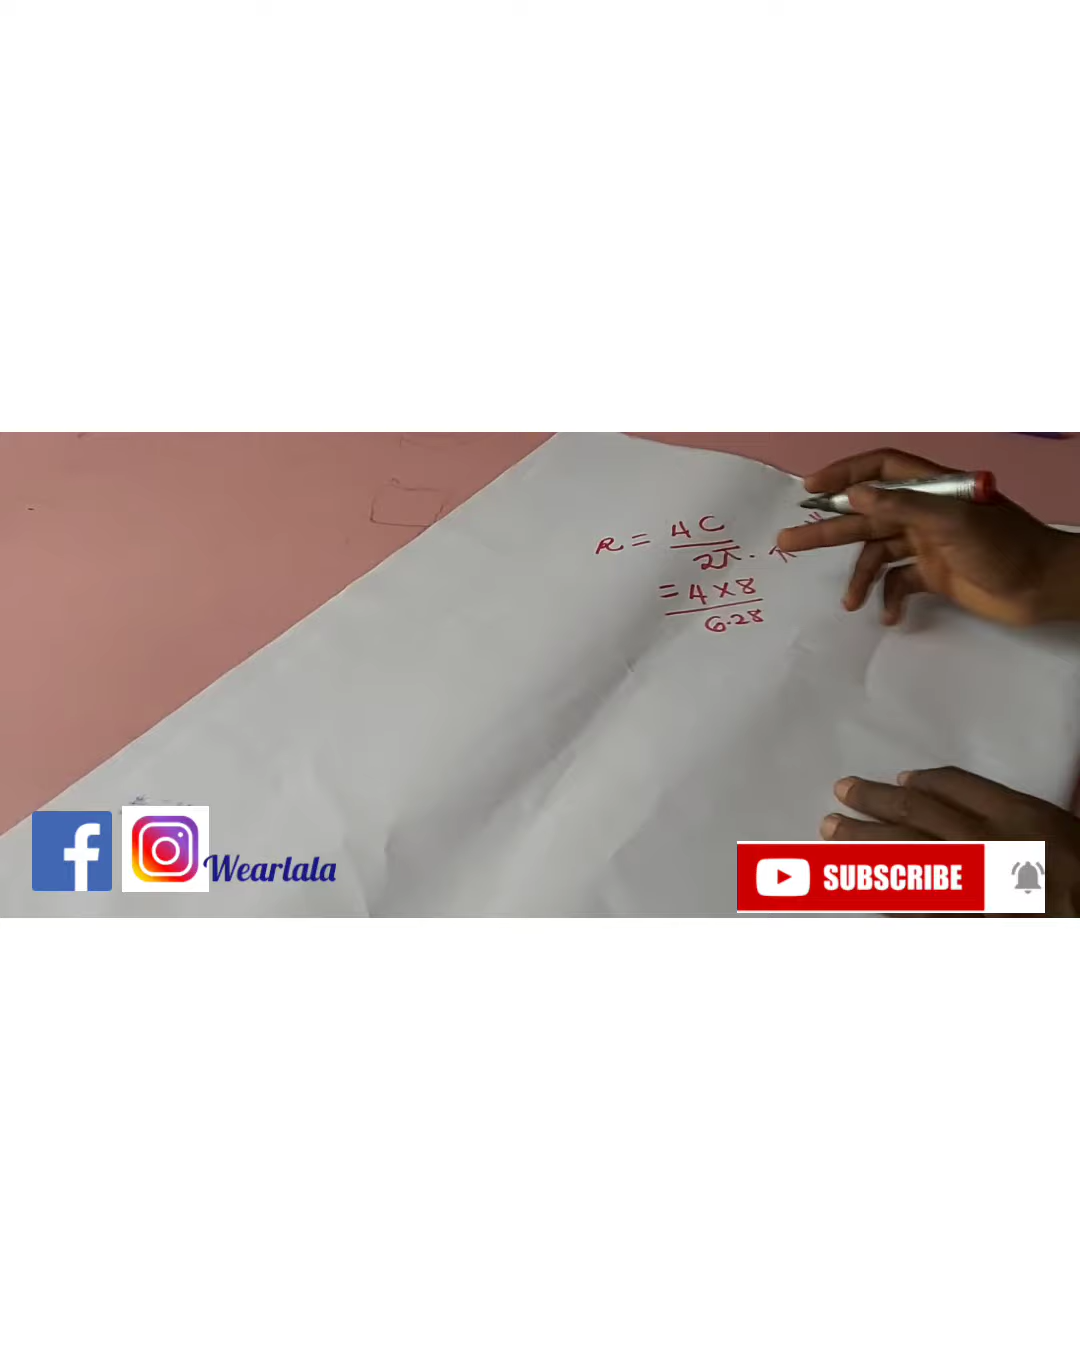 R = 4C
2π. π
= 4 x 8
6.28
Wearlala
SUBSCRIBE